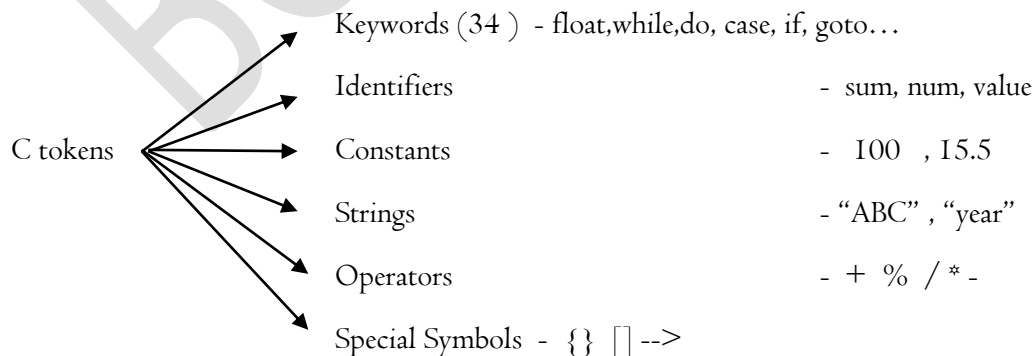 Keywords (34 ) - float,while,do, case, if, goto…
Identifiers - sum, num, value
C tokens Constants - 100 , 15.5
Strings - “ABC” , “year”
Operators - + % / * -
Special Symbols - {} [] -->